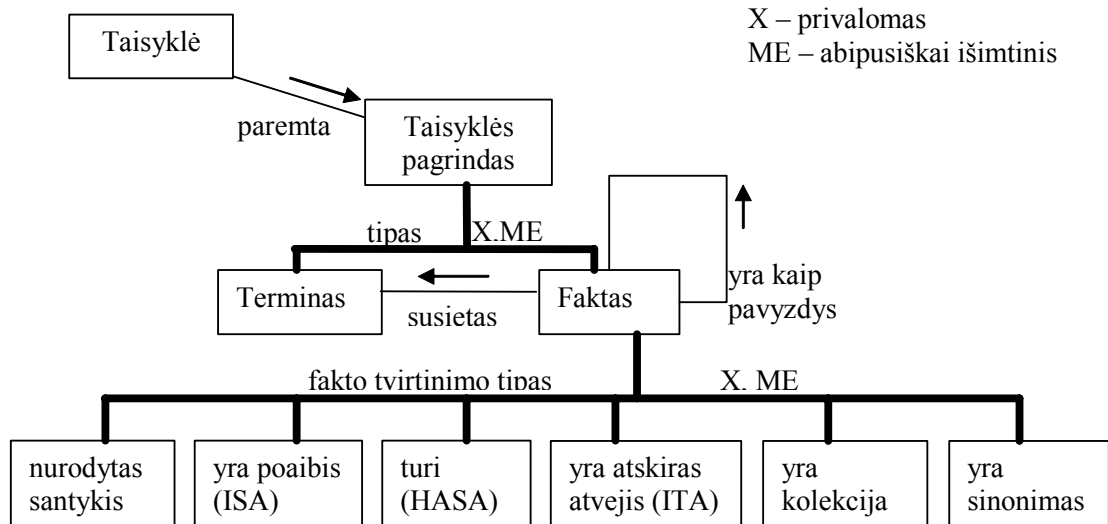 X – privalomas
ME – abipusiškai išimtinis
Taisyklė
paremta
Taisyklės
pagrindas
tipas
X.ME
Terminas
susietas
Faktas
yra kaip
pavyzdys
fakto tvirtinimo tipas
X. ME
nurodytas
santykis
yra poaibis
(ISA)
turi
(HASA)
yra atskiras
atvejis (ITA)
yra
kolekcija
yra
sinonimas